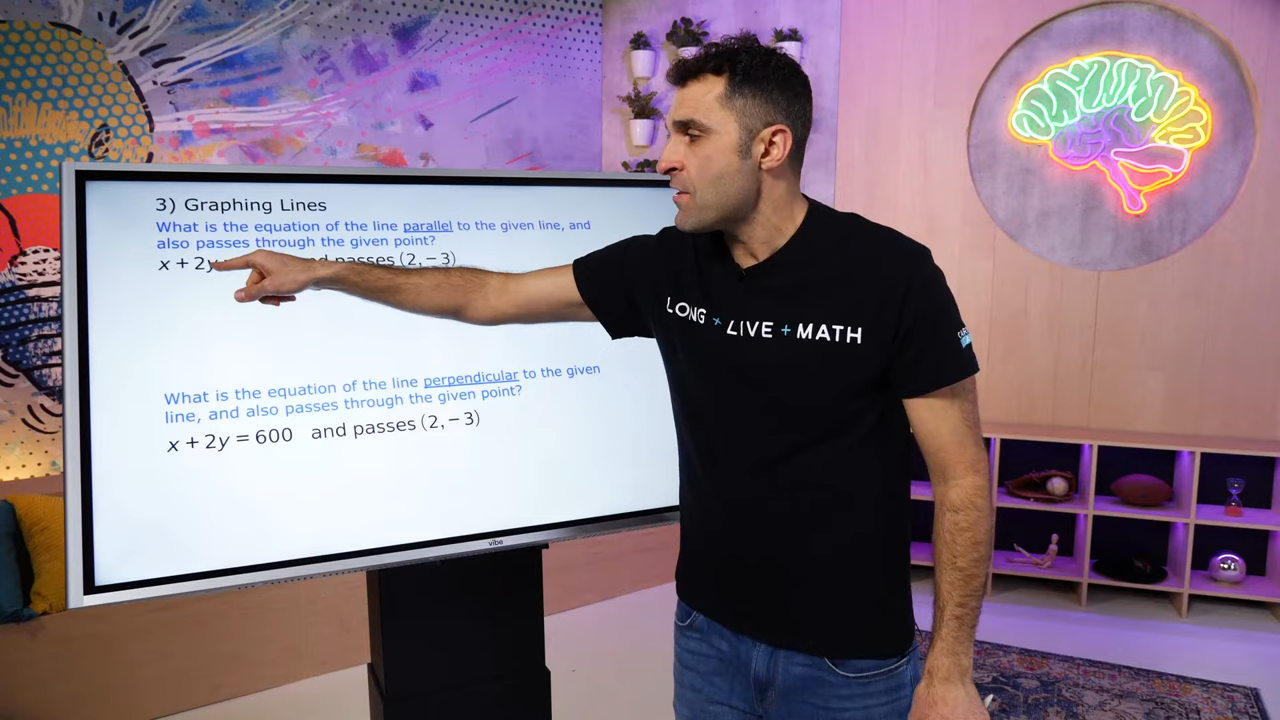 3) Graphing Lines
What is the equation of the line parallel to the given line, and
also passes through the given point?
x + 2y and passes (2, −3)
What is the equation of the line perpendicular to the given
line, and also passes through the given point?
x + 2y = 600 and passes (2, −3)
vibe
LONG + LIVE + MATH